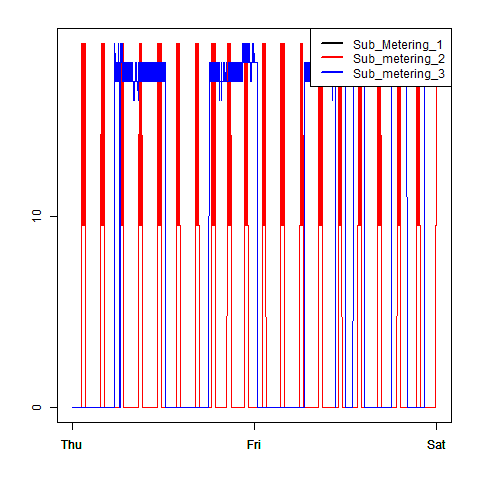 Sub_Metering_1
Sub_metering_2
Sub_metering_3
10
0
Thu Fri Sat